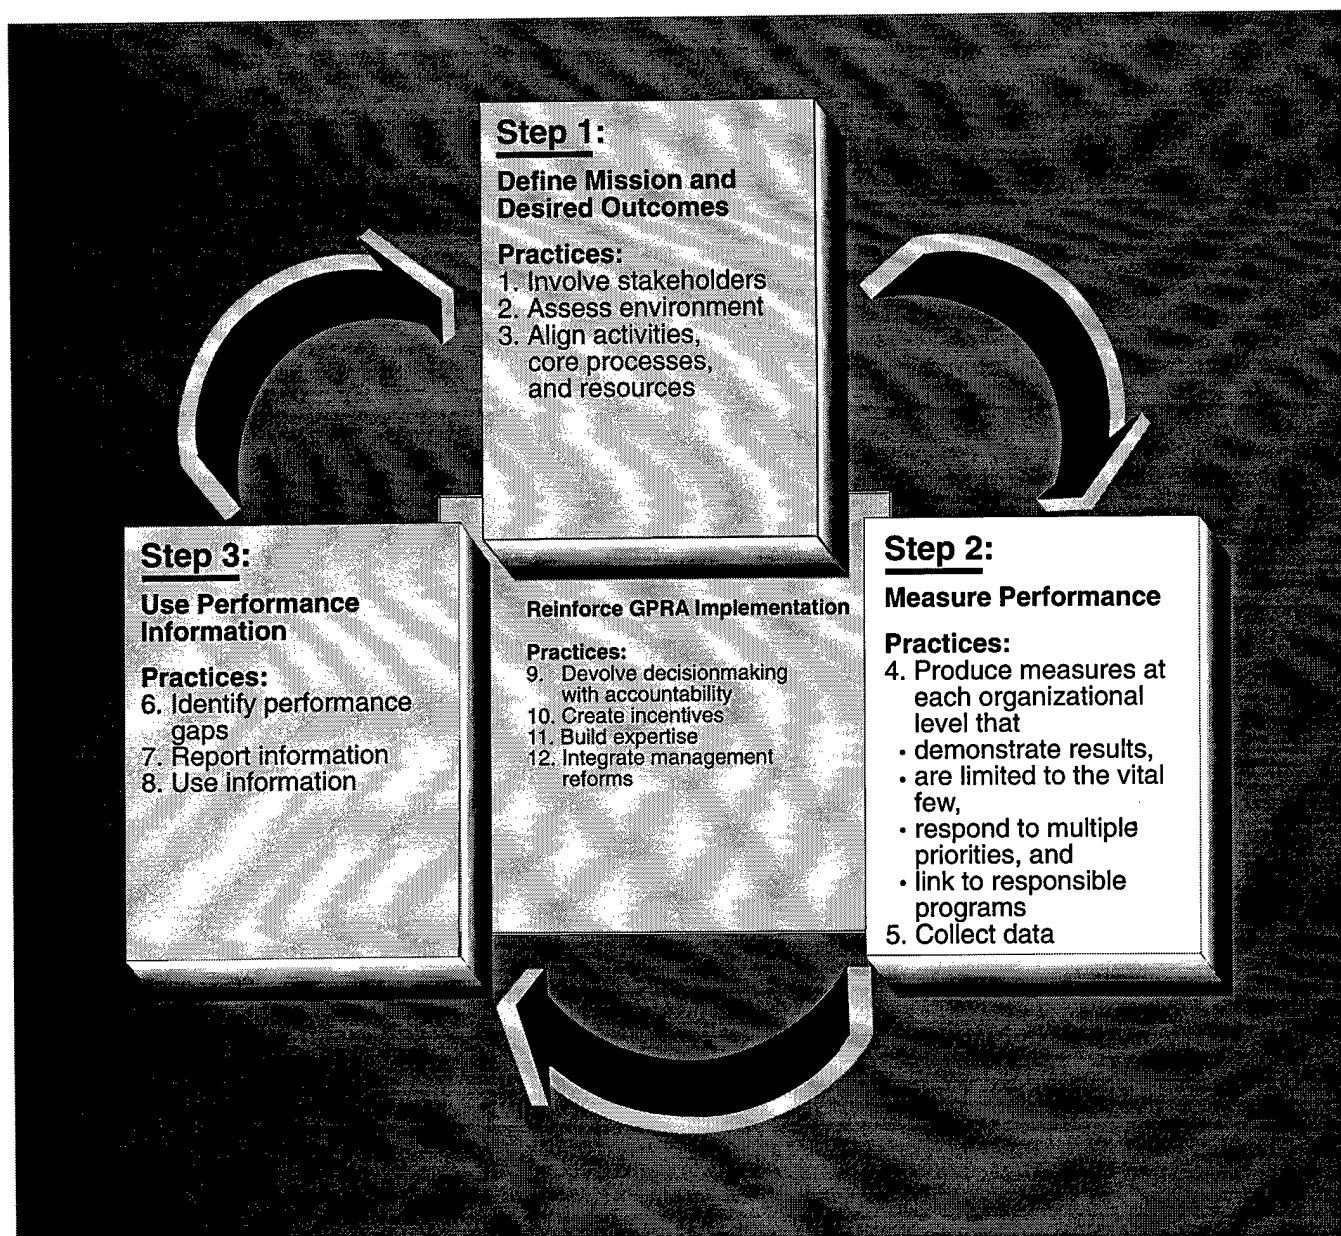 Step 1:
Define Mission and
Desired Outcomes
Practices:
1. Involve stakeholders
2. Assess environment
3. Align activities,
core processes,
and resources
Step 2:
Measure Performance
Practices:
4. Produce measures at
each organizational
level that
• demonstrate results,
• are limited to the vital
few,
• respond to multiple
priorities, and
• link to responsible
programs
5. Collect data
Step 3:
Use Performance
Information
Practices:
6. Identify performance
gaps
7. Report information
8. Use information
Reinforce GPRA Implementation
Practices:
9. Devolve decisionmaking
with accountability
10. Create incentives
11. Build expertise
12. Integrate management
reforms